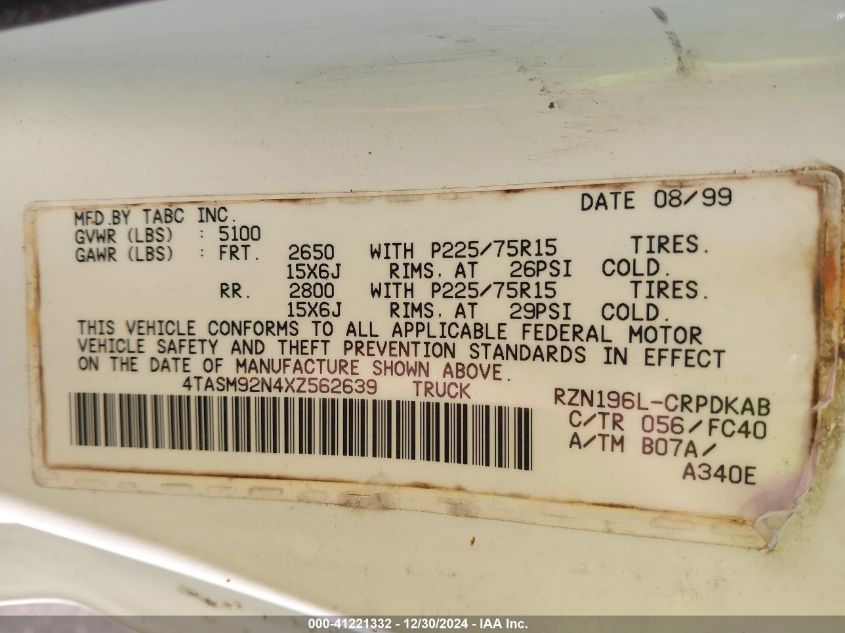 DATE 08/99
MFD.BY TABC INC.
GVWR (LBS) : 5100
GAWR (LBS) : FRT. 2650 WITH P225/75R15 TIRES.
15X6J RIMS, AT 26PSI COLD.
RR. 2800 WITH P225/75R15 TIRES.
15X6J RIMS, AT 29PSI COLD.
THIS VEHICLE CONFORMS TO ALL APPLICABLE FEDERAL MOTOR
VEHICLE SAFETY AND THEFT PREVENTION STANDARDS IN EFFECT
ON THE DATE OF MANUFACTURE SHOWN ABOVE.
4TASM92N4XZ562639 TRUCK
RZN196L-CRPDKAB
C/TR 056/FC40
A/TM B07A/
A340E
000-41221332 - 12/30/2024 - IAA Inc.